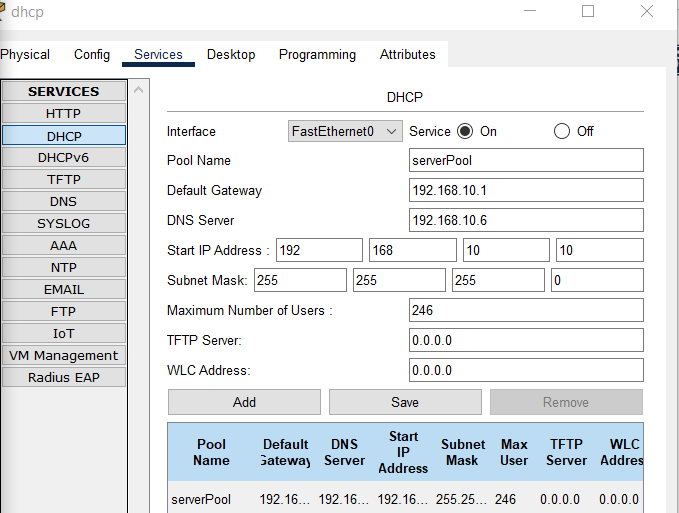 dhcp
Physical Config Services Desktop Programming Attributes
SERVICES
HTTP
DHCP
DHCPv6
TFTP
DNS
SYSLOG
AAA
NTP
EMAIL
FTP
IoT
VM Management
Radius EAP
DHCP
Interface FastEthernet0 Service On Off
Pool Name serverPool
Default Gateway 192.168.10.1
DNS Server 192.168.10.6
Start IP Address : 192 168 10 10
Subnet Mask: 255 255 255 0
Maximum Number of Users : 246
TFTP Server: 0.0.0.0
WLC Address: 0.0.0.0
Add Save Remove
Pool Name Default Gateway DNS Server Start IP Address Subnet Mask Max User TFTP Server WLC Addres
serverPool 192.16... 192.16... 192.16... 255.25... 246 0.0.0.0 0.0.0.0